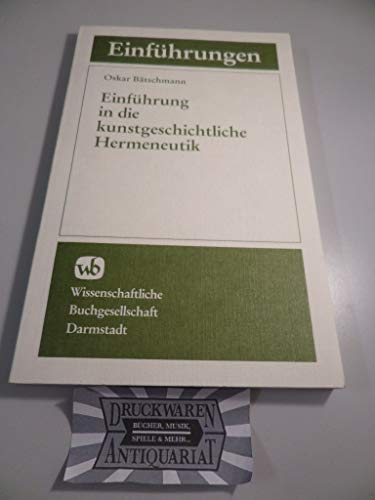 Einführungen
Oskar Bätschmann
Einführung
in die
kunstgeschichtliche
Hermeneutik
wb
Wissenschaftliche
Buchgesellschaft
Darmstadt
DRUCKWAREN
BÜCHER, MUSIK,
SPIELE & MEHR...
ANTIQUARIAT